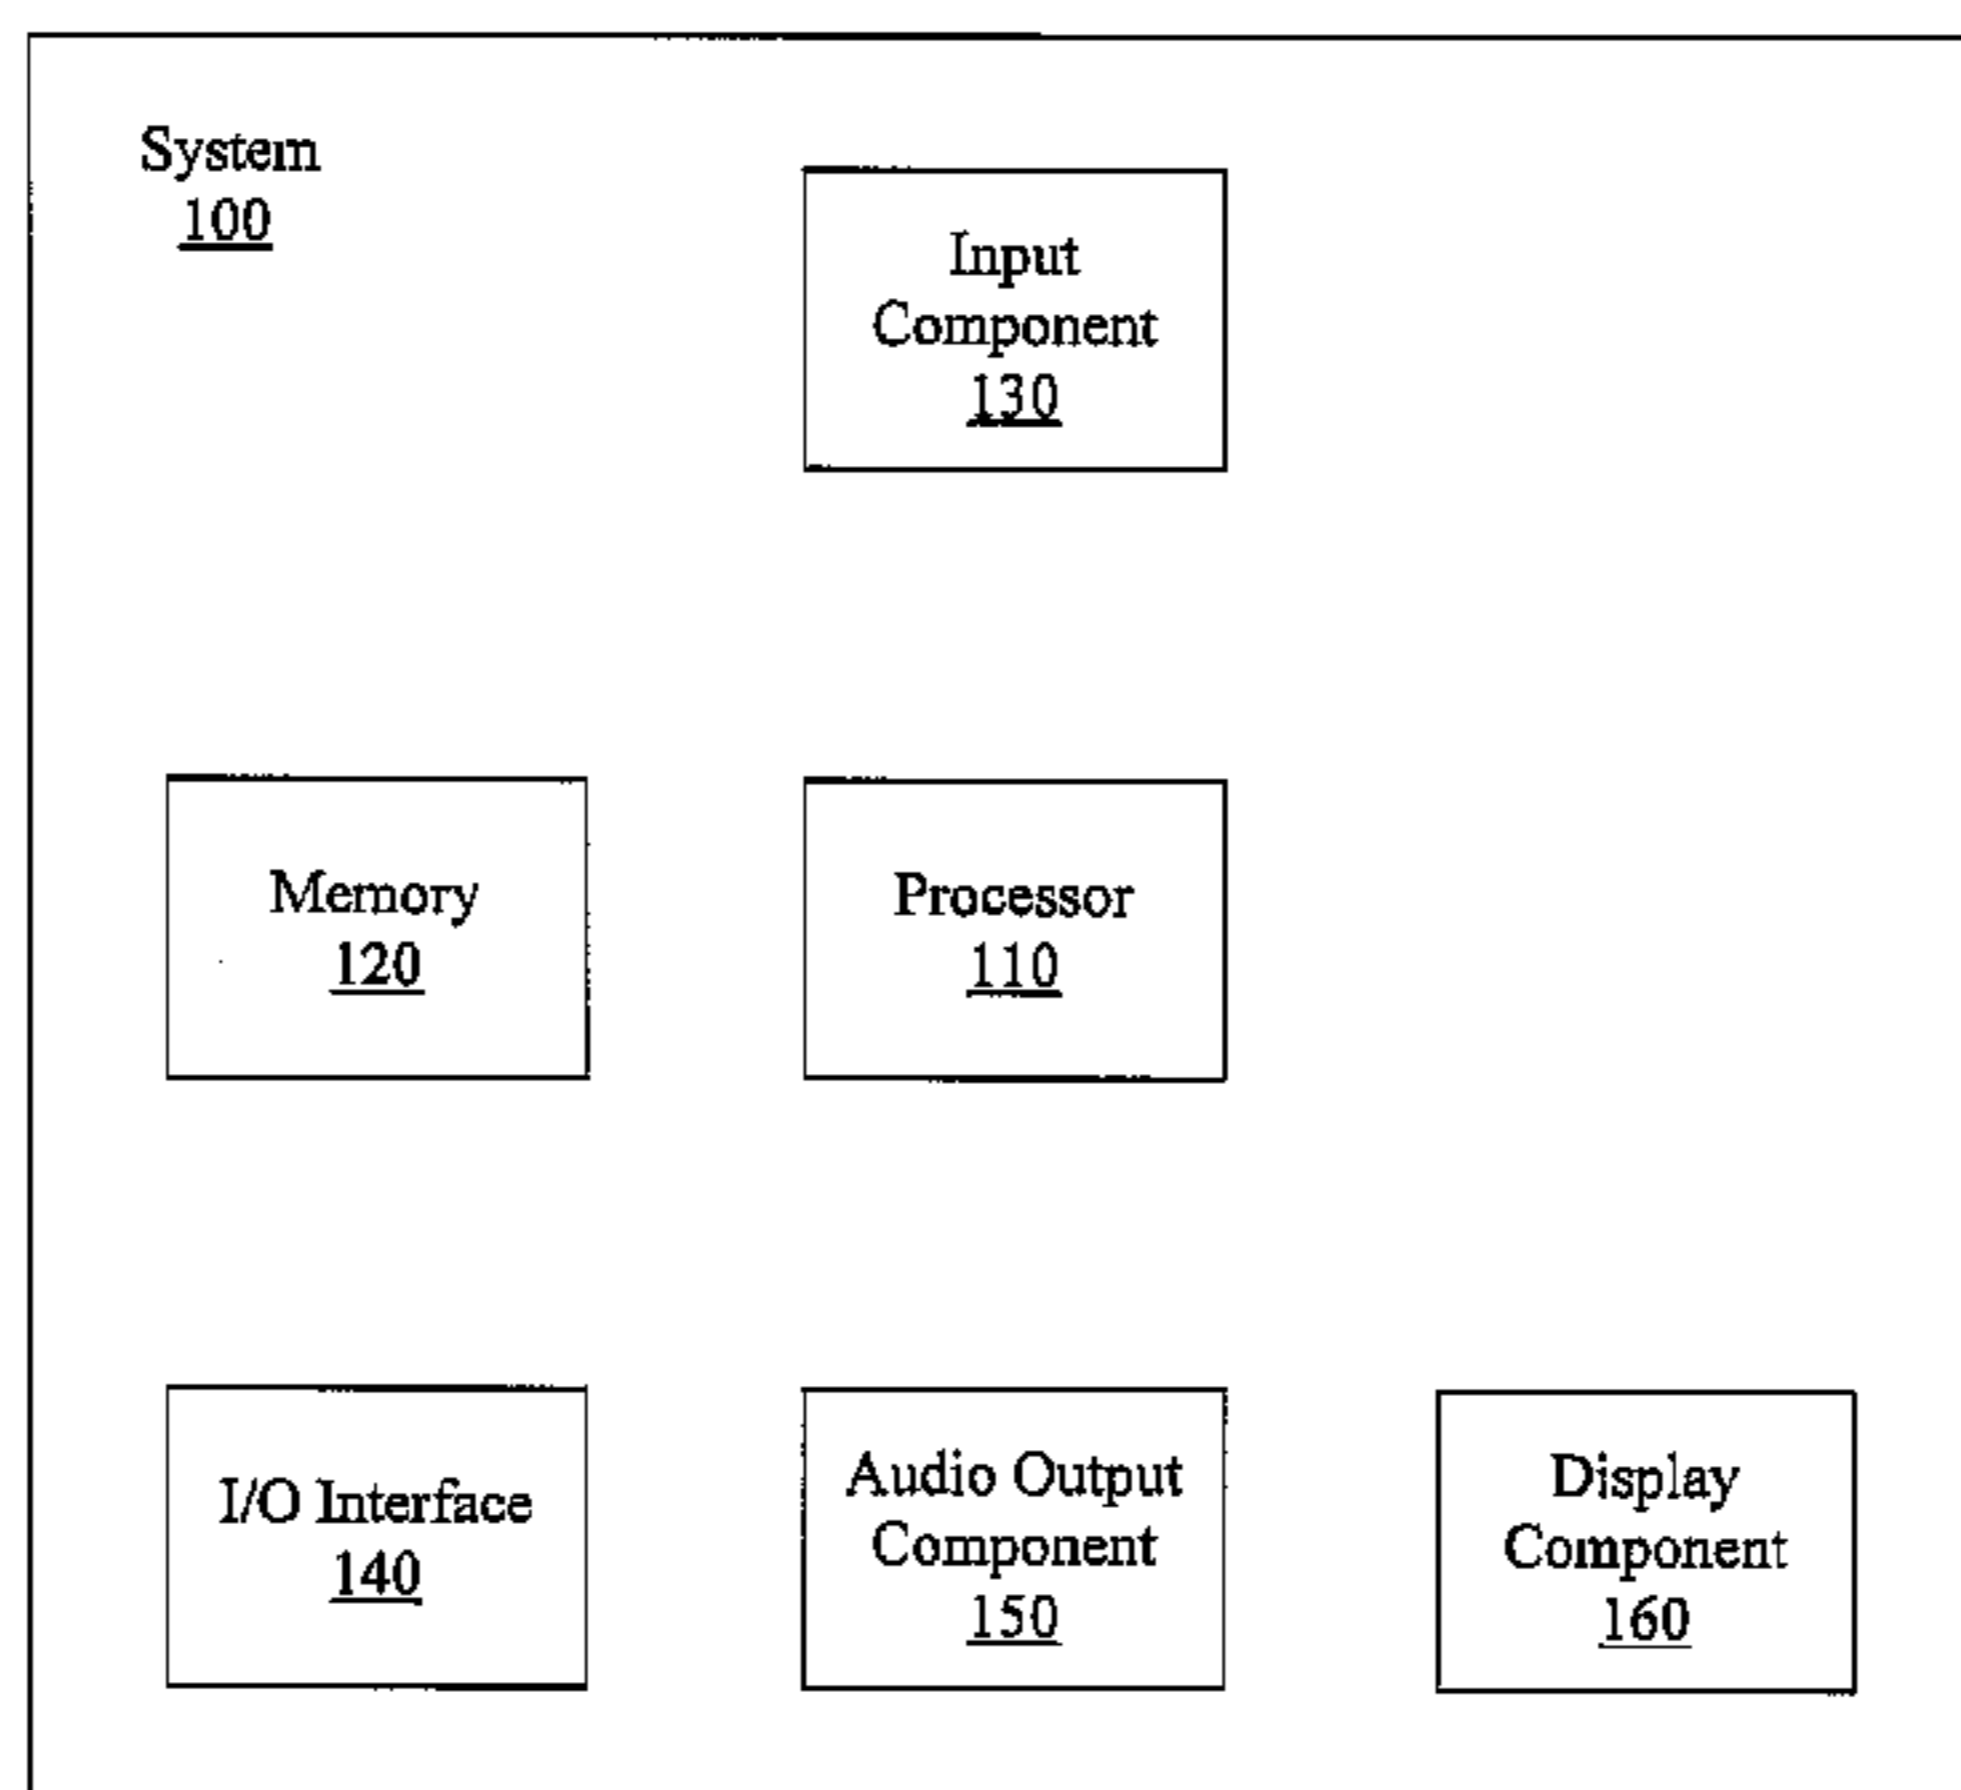 System
100
Input
Component
130
Memory
120
Processor
110
I/O Interface
140
Audio Output
Component
150
Display
Component
160